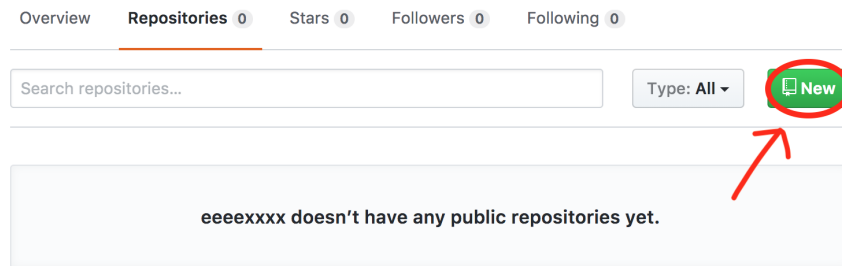 Overview Repositories 0 Stars 0 Followers 0 Following 0
Search repositories... Type: All New
eeeexxxx doesn’t have any public repositories yet.